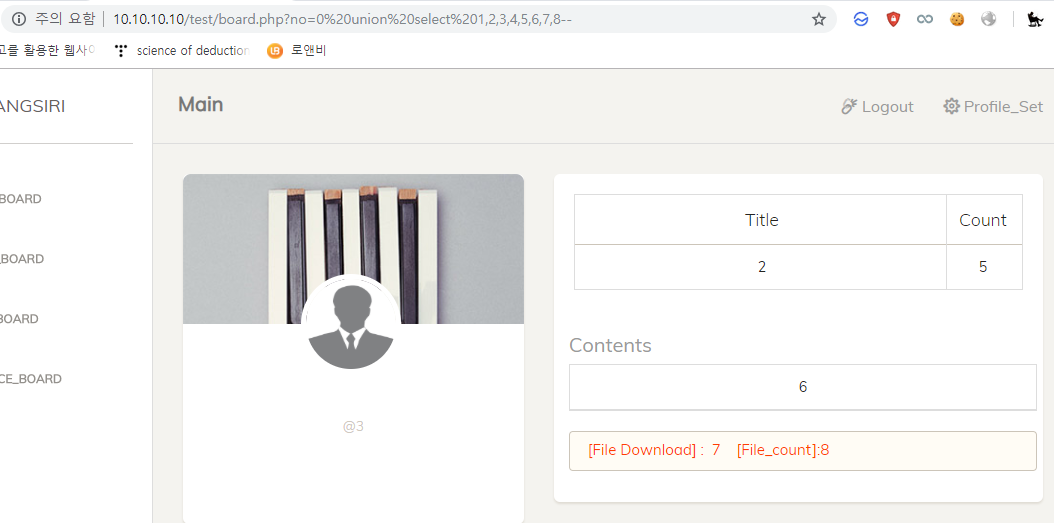 주의 요함 10.10.10.10/test/board.php?no=0%20union%20select%201,2,3,4,5,6,7,8--
고를 활용한 웹사이 science of deduction 로앤비
ANGSIRI
Main
Logout Profile_Set
BOARD
_BOARD
BOARD
CE_BOARD
@3
Title Count
2 5
Contents
6
[File Download] : 7 [File_count]:8